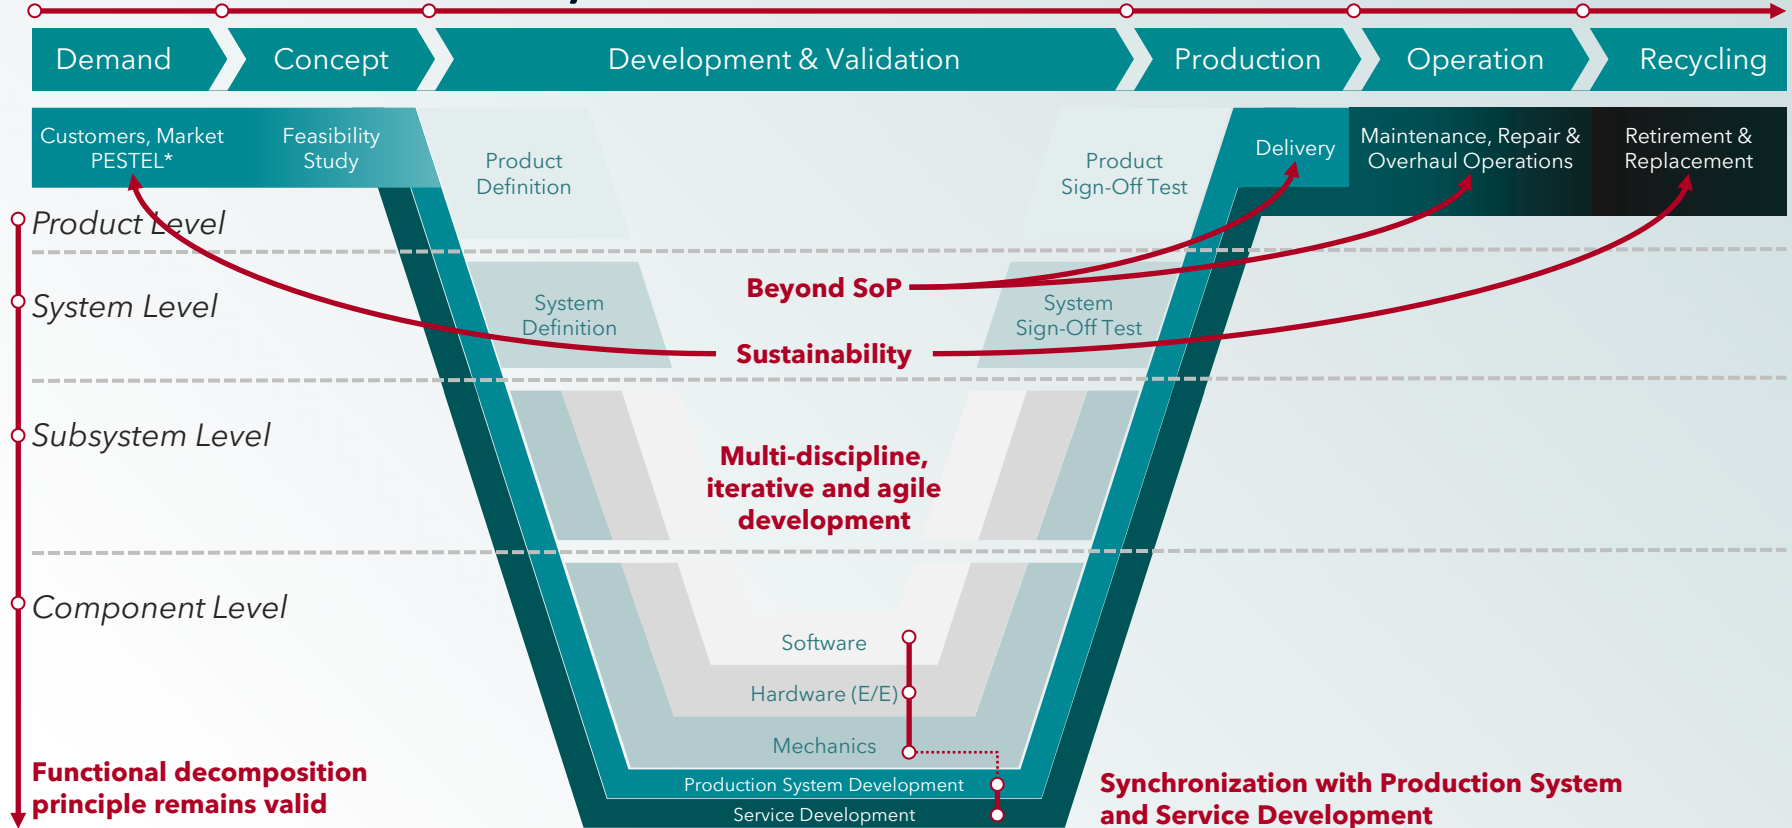 Demand
Concept
Development & Validation
Production
Operation
Recycling
Customers, Market
PESTEL*
Feasibility
Study
Product
Definition
Product
Sign-Off Test
Delivery
Maintenance, Repair &
Overhaul Operations
Retirement &
Replacement
Product Level
System Level
System
Definition
Beyond SoP
System
Sign-Off Test
Sustainability
Subsystem Level
Multi-discipline,
iterative and agile
development
Component Level
Software
Hardware (E/E)
Mechanics
Production System Development
Service Development
Functional decomposition
principle remains valid
Synchronization with Production System
and Service Development